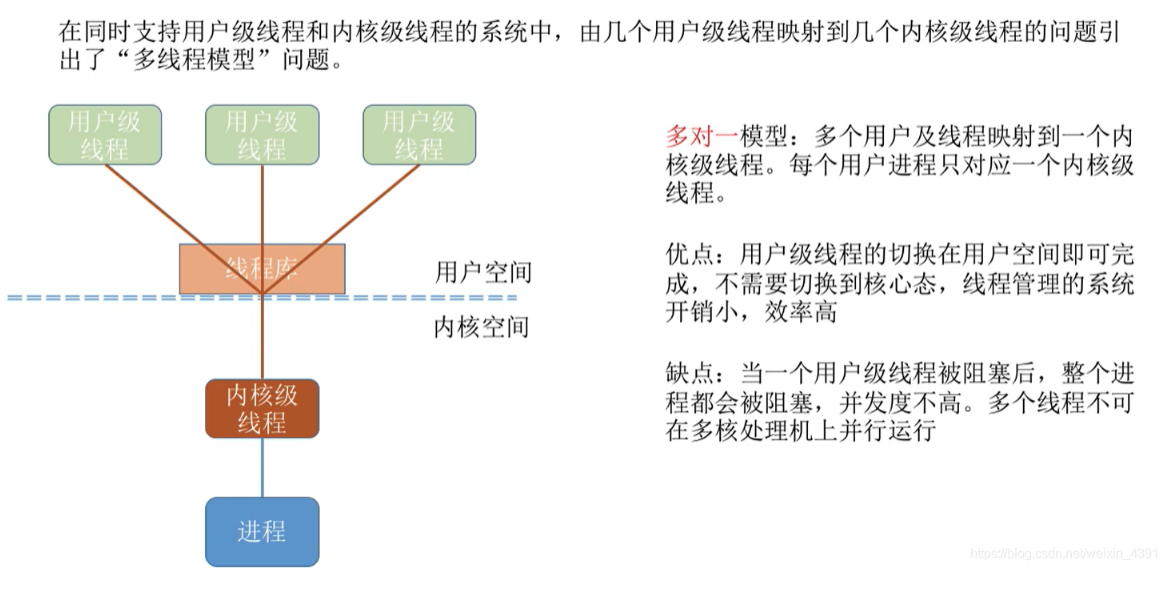 在同时支持用户级线程和内核级线程的系统中，由几个用户级线程映射到几个内核级线程的问题引
出了“多线程模型”问题。
用户级
线程
用户级
线程
用户级
线程
线程库
用户空间
内核空间
内核级
线程
进程
多对一模型：多个用户及线程映射到一个内
核级线程。每个用户进程只对应一个内核级
线程。
优点：用户级线程的切换在用户空间即可完
成，不需要切换到核心态，线程管理的系统
开销小，效率高
缺点：当一个用户级线程被阻塞后，整个进
程都会被阻塞，并发度不高。多个线程不可
在多核处理机上并行运行
https://blog.csdn.net/weixin_4391